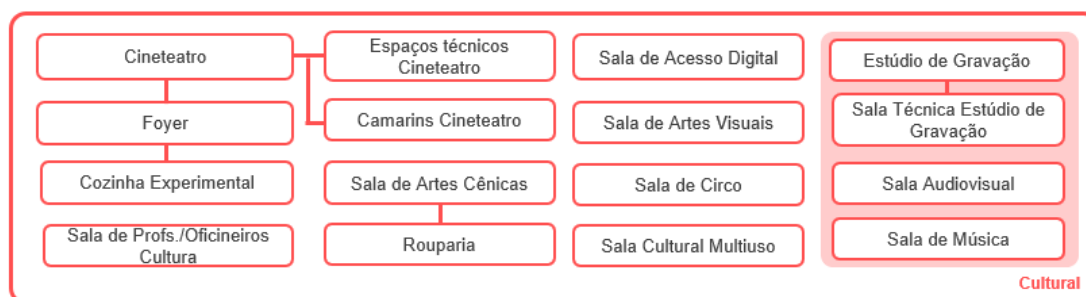 Cineteatro
Foyer
Cozinha Experimental
Sala de Profs./Oficineiros
Cultura
Espaços técnicos
Cineteatro
Camarins Cineteatro
Sala de Artes Cênicas
Rouparia
Sala de Acesso Digital
Sala de Artes Visuais
Sala de Circo
Sala Cultural Multiuso
Estúdio de Gravação
Sala Técnica Estúdio de
Gravação
Sala Audiovisual
Sala de Música
Cultural